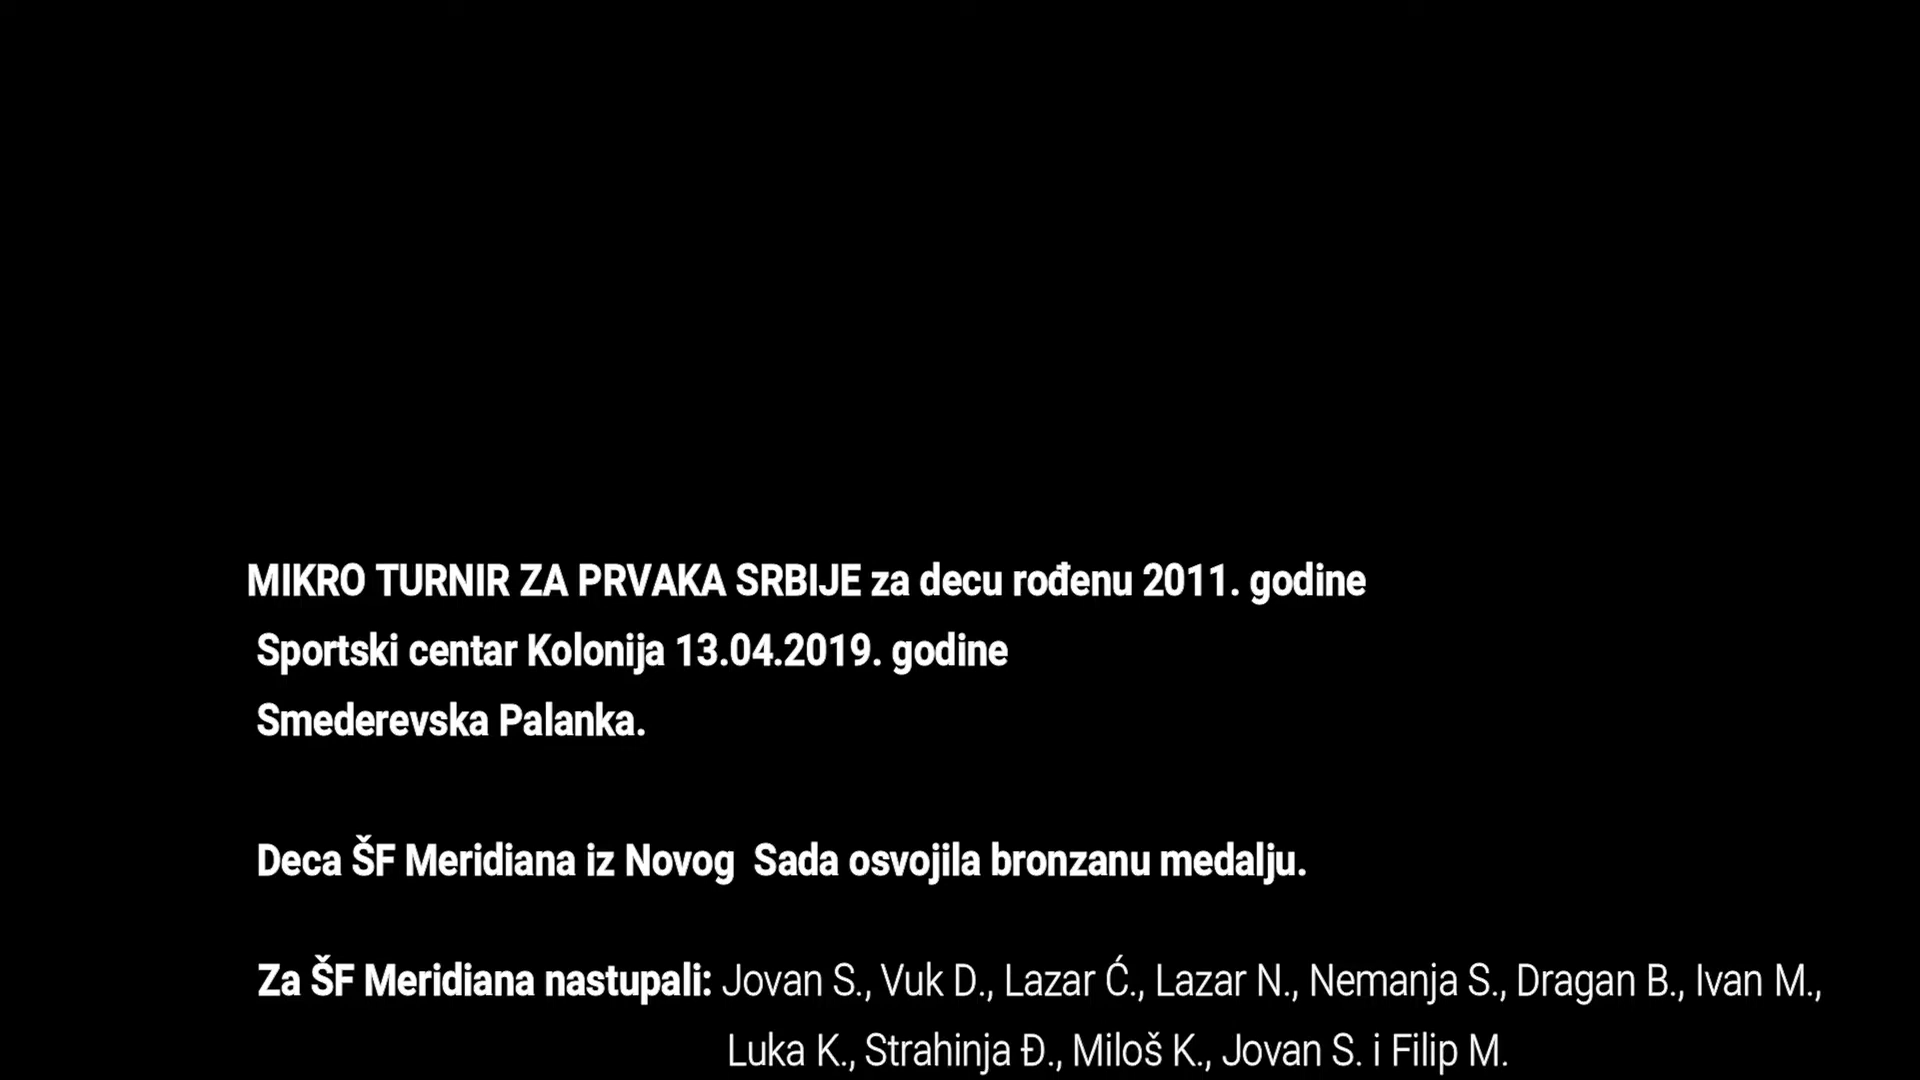 MIKRO TURNIR ZA PRVAKA SRBIJE za decu rođenu 2011. godine
Sportski centar Kolonija 13.04.2019. godine
Smederevska Palanka.
Deca ŠF Meridiana iz Novog  Sada osvojila bronzanu medalju.
Za ŠF Meridiana nastupali: Jovan S., Vuk D., Lazar Ć., Lazar N., Nemanja S., Dragan B., Ivan M.,
Luka K., Strahinja Đ., Miloš K., Jovan S. i Filip M.